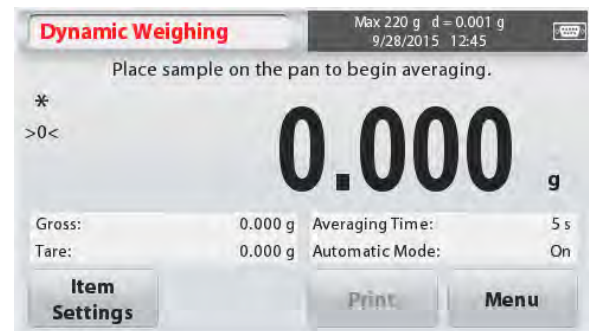 Dynamic Weighing
Max 220 g d = 0.001 g
9/28/2015 12:45
Place sample on the pan to begin averaging.
*
>0<
0.000 g
Gross: 0.000 g Averaging Time: 5 s
Tare: 0.000 g Automatic Mode: On
Item
Settings
Print
Menu